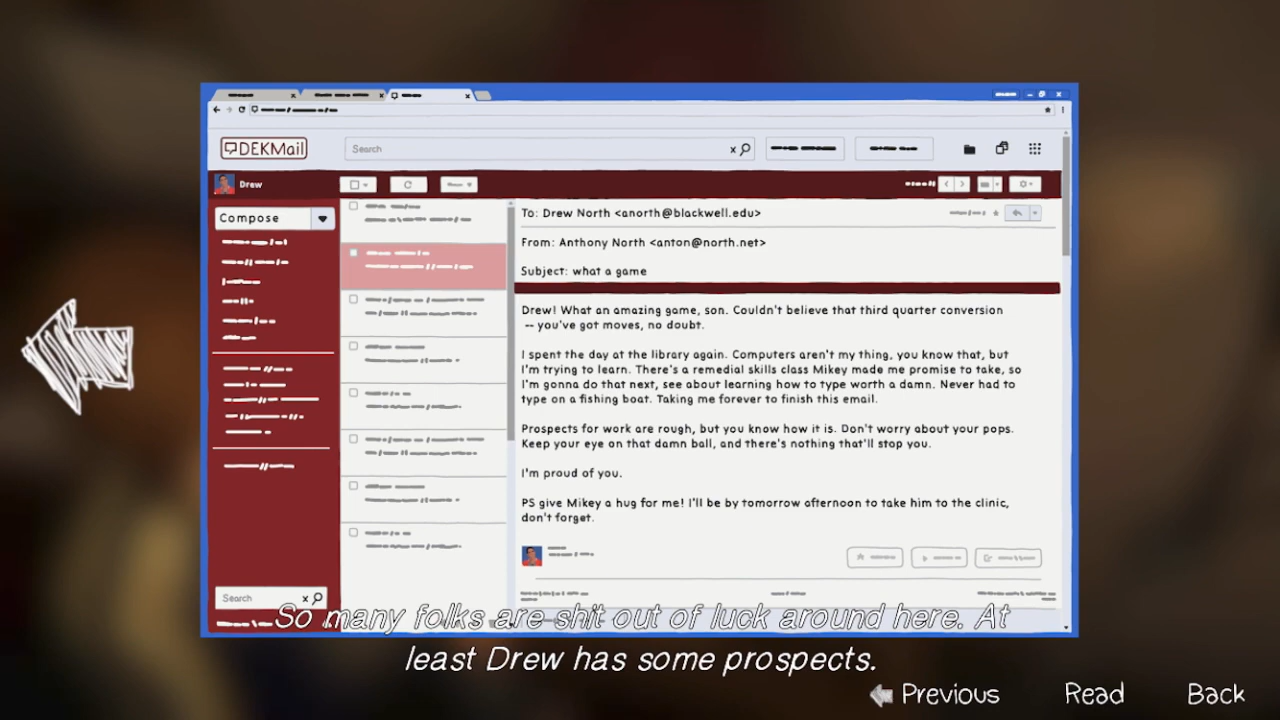 DEKMail
Search
x
Drew
Compose
To: Drew North <anorth@blackwell.edu>
From: Anthony North <anton@north.net>
Subject: what a game
Drew! What an amazing game, son. Couldn't believe that third quarter conversion
-- you've got moves, no doubt.
I spent the day at the library again. Computers aren't my thing, you know that, but
I'm trying to learn. There's a remedial skills class Mikey made me promise to take, so
I'm gonna do that next, see about learning how to type worth a damn. Never had to
type on a fishing boat. Taking me forever to finish this email.
Prospects for work are rough, but you know how it is. Don't worry about your pops.
Keep your eye on that damn ball, and there's nothing that'll stop you.
I'm proud of you.
PS give Mikey a hug for me! I'll be by tomorrow afternoon to take him to the clinic,
don't forget.
Search
x
So many folks are shit out of luck around here. At
least Drew has some prospects.
Previous
Read
Back